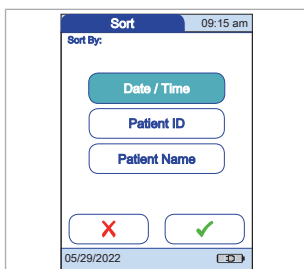 Sort 09:15 am
Sort By:
Date / Time
Patient ID
Patient Name
05/29/2022